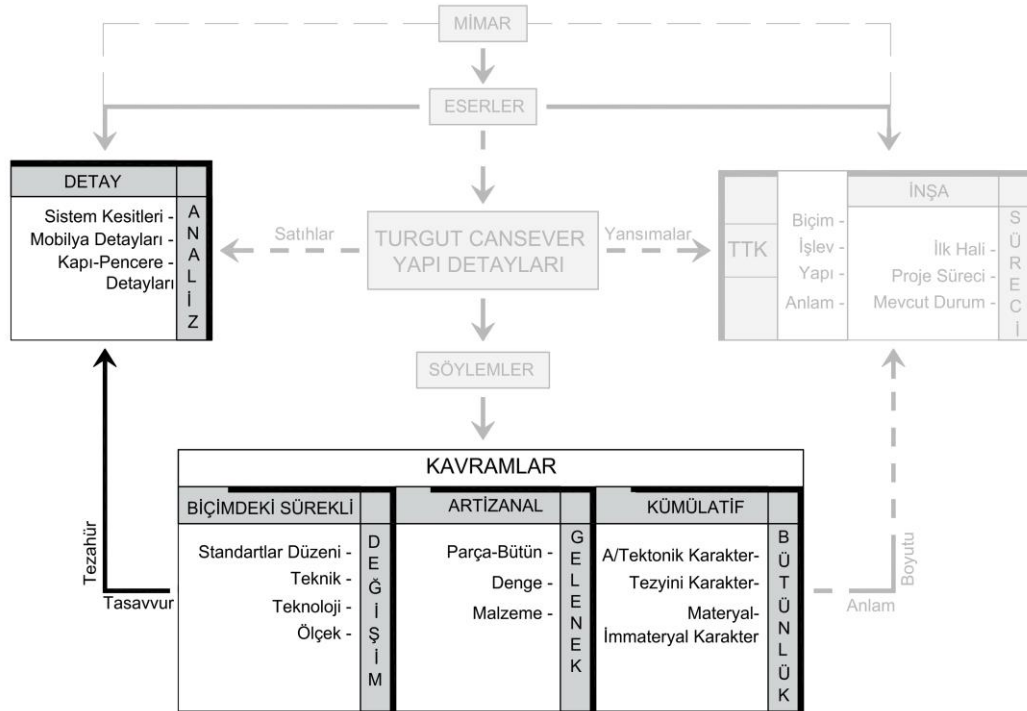 MİMAR
ESERLER
DETAY
Sistem Kesitleri -
Mobilya Detayları -
Kapı-Pencere -
Detayları
ANALİZ
Satıhlar
TURGUT CANSEVER
YAPI DETAYLARI
Yansımalar
TTK
Biçim -
İşlev -
Yapı -
Anlam -
İNŞA
İlk Hali -
Proje Süreci -
Mevcut Durum -
SÜRECİ
SÖYLEMLER
KAVRAMLAR
BİÇİMDEKİ SÜREKLİ
Standartlar Düzeni -
Teknik -
Teknoloji -
Ölçek -
DEĞİŞİM
ARTİZANAL
Parça-Bütün -
Denge -
Malzeme -
GELENEK
KÜMÜLATİF
A/Tektonik Karakter-
Tezyini Karakter-
Materyal-
İmmateryal Karakter
BÜTÜNLÜK
Tezahür
Tasavvur
Anlam
Boyutu